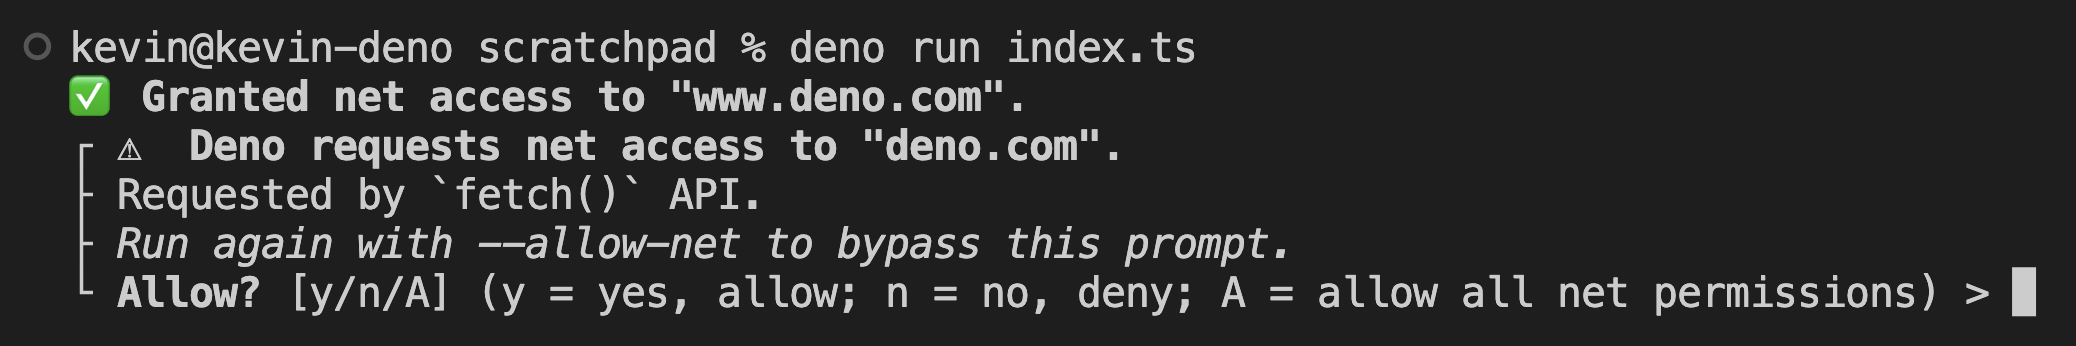 kevin@kevin-deno scratchpad % deno run index.ts
✅ Granted net access to "www.deno.com".
┌ ⚠  Deno requests net access to "deno.com".
├ Requested by `fetch()` API.
├ Run again with --allow-net to bypass this prompt.
└ Allow? [y/n/A] (y = yes, allow; n = no, deny; A = allow all net permissions) >